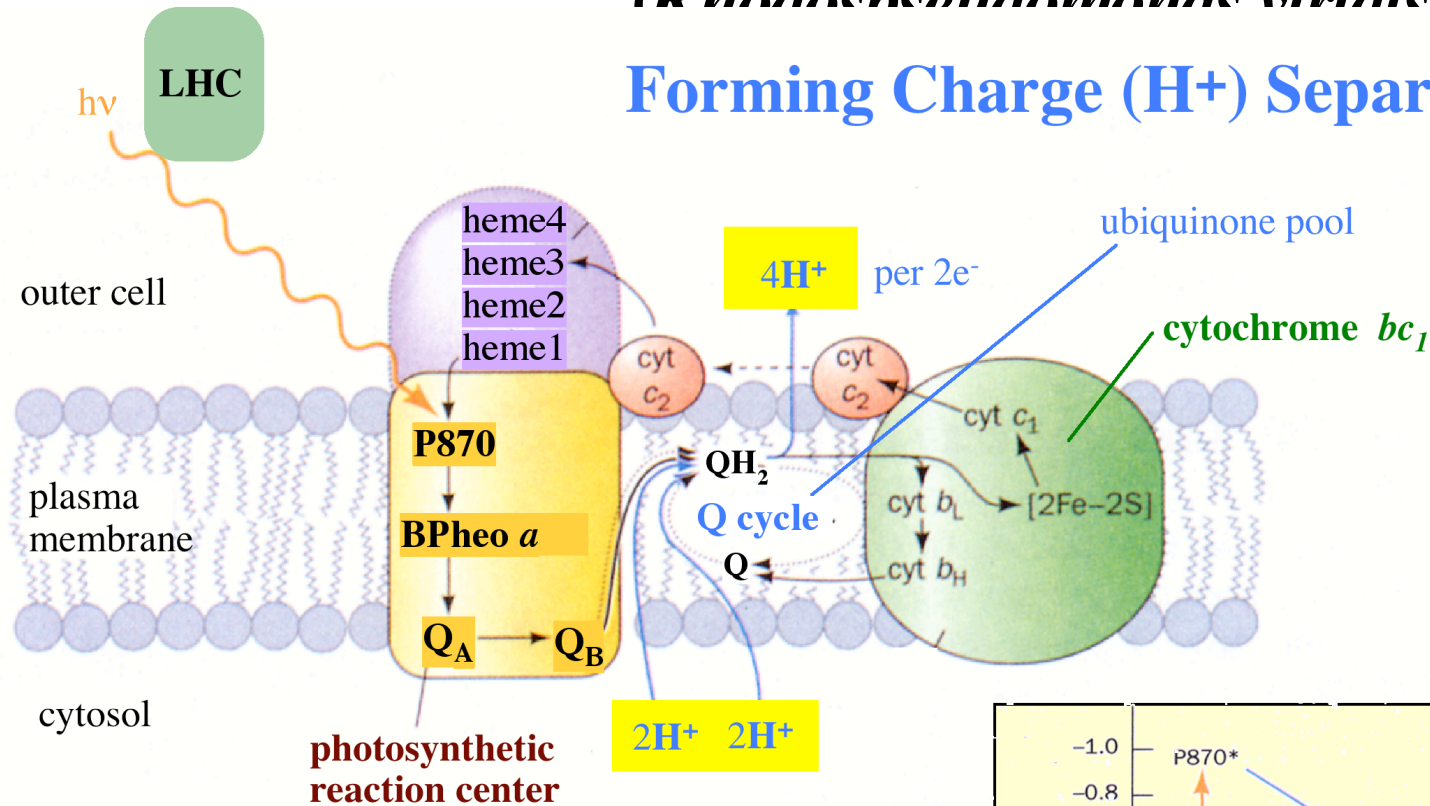 LHC
hν
Forming Charge (H+) Separ
heme4
heme3
heme2
heme1
outer cell
4H+ per 2e-
ubiquinone pool
cytochrome bc1
cyt c2
cyt c2
cyt c1
P870
QH2
plasma membrane
BPheo a
Q cycle
cyt bL
[2Fe–2S]
Q
cyt bH
QA
QB
cytosol
2H+ 2H+
photosynthetic
reaction center
–1.0
P870*
–0.8